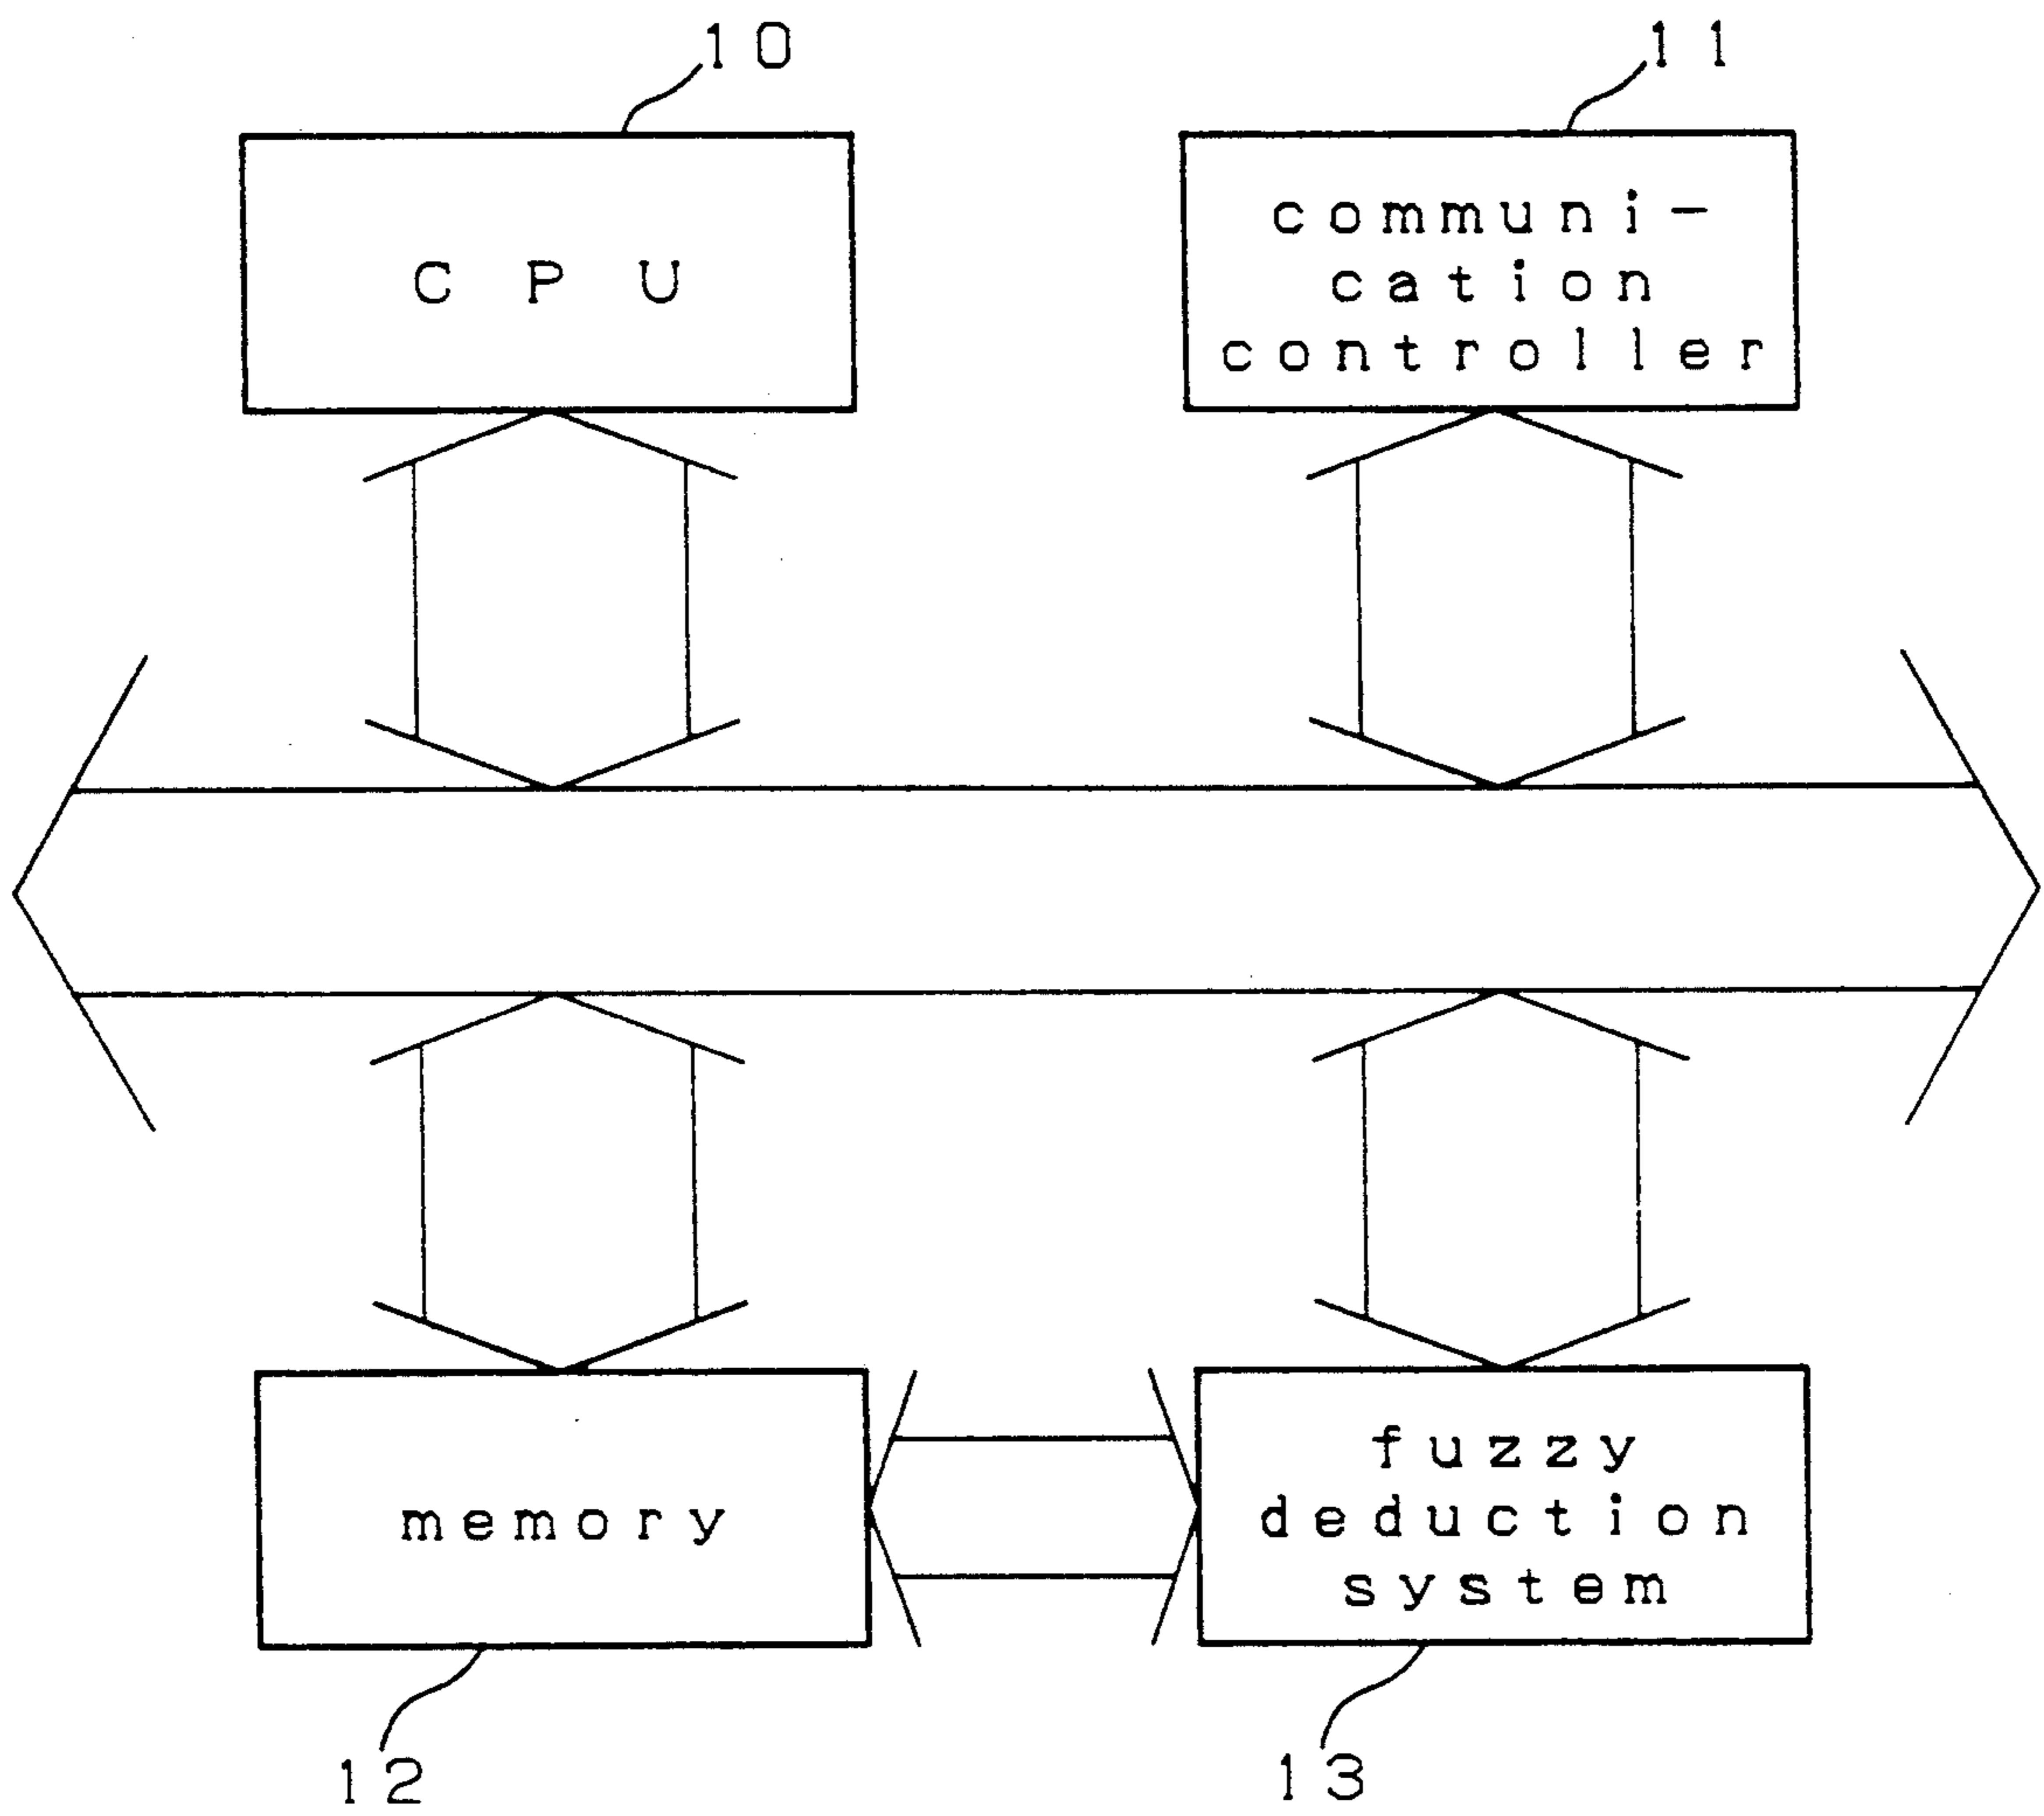 10
11
CPU
communi-
cation
controller
memory
fuzzy
deduction
system
12
13